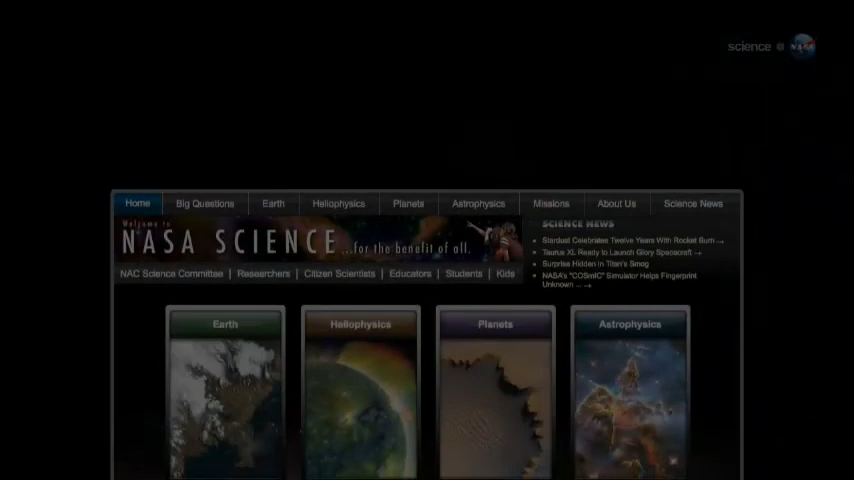 science @ NASA
Home Big Questions Earth Heliophysics Planets Astrophysics Missions About Us Science News
Welcome to
NASA SCIENCE ...for the benefit of all.
NAC Science Committee | Researchers | Citizen Scientists | Educators | Students | Kids
SCIENCE NEWS
Stardust Celebrates Twelve Years With Rocket Burn →
Taurus XL Ready to Launch Glory Spacecraft →
Surprise Hidden in Titan's Smog
NASA's "COSmIC" Simulator Helps Fingerprint
Unknown ... →
Earth
Heliophysics
Planets
Astrophysics